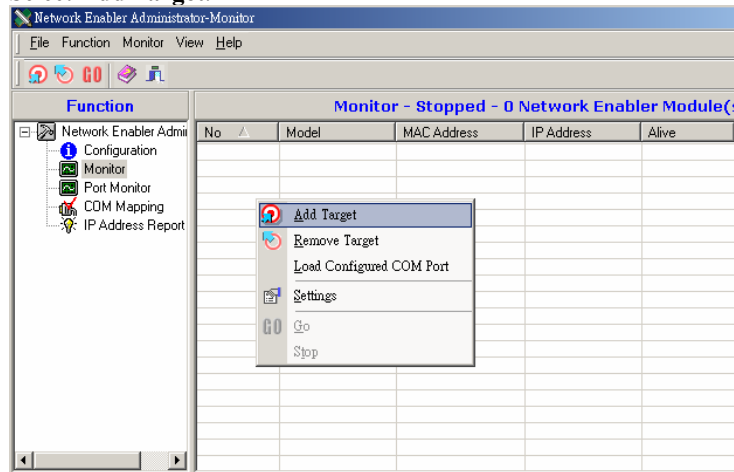 Network Enabler Administrator-Monitor
File Function Monitor View Help
GO
Function
Monitor - Stopped - 0 Network Enabler Module(
Network Enabler Admi
Configuration
Monitor
Port Monitor
COM Mapping
IP Address Report
No Model MAC Address IP Address Alive
Add Target
Remove Target
Load Configured COM Port
Settings
GO Go
Stop